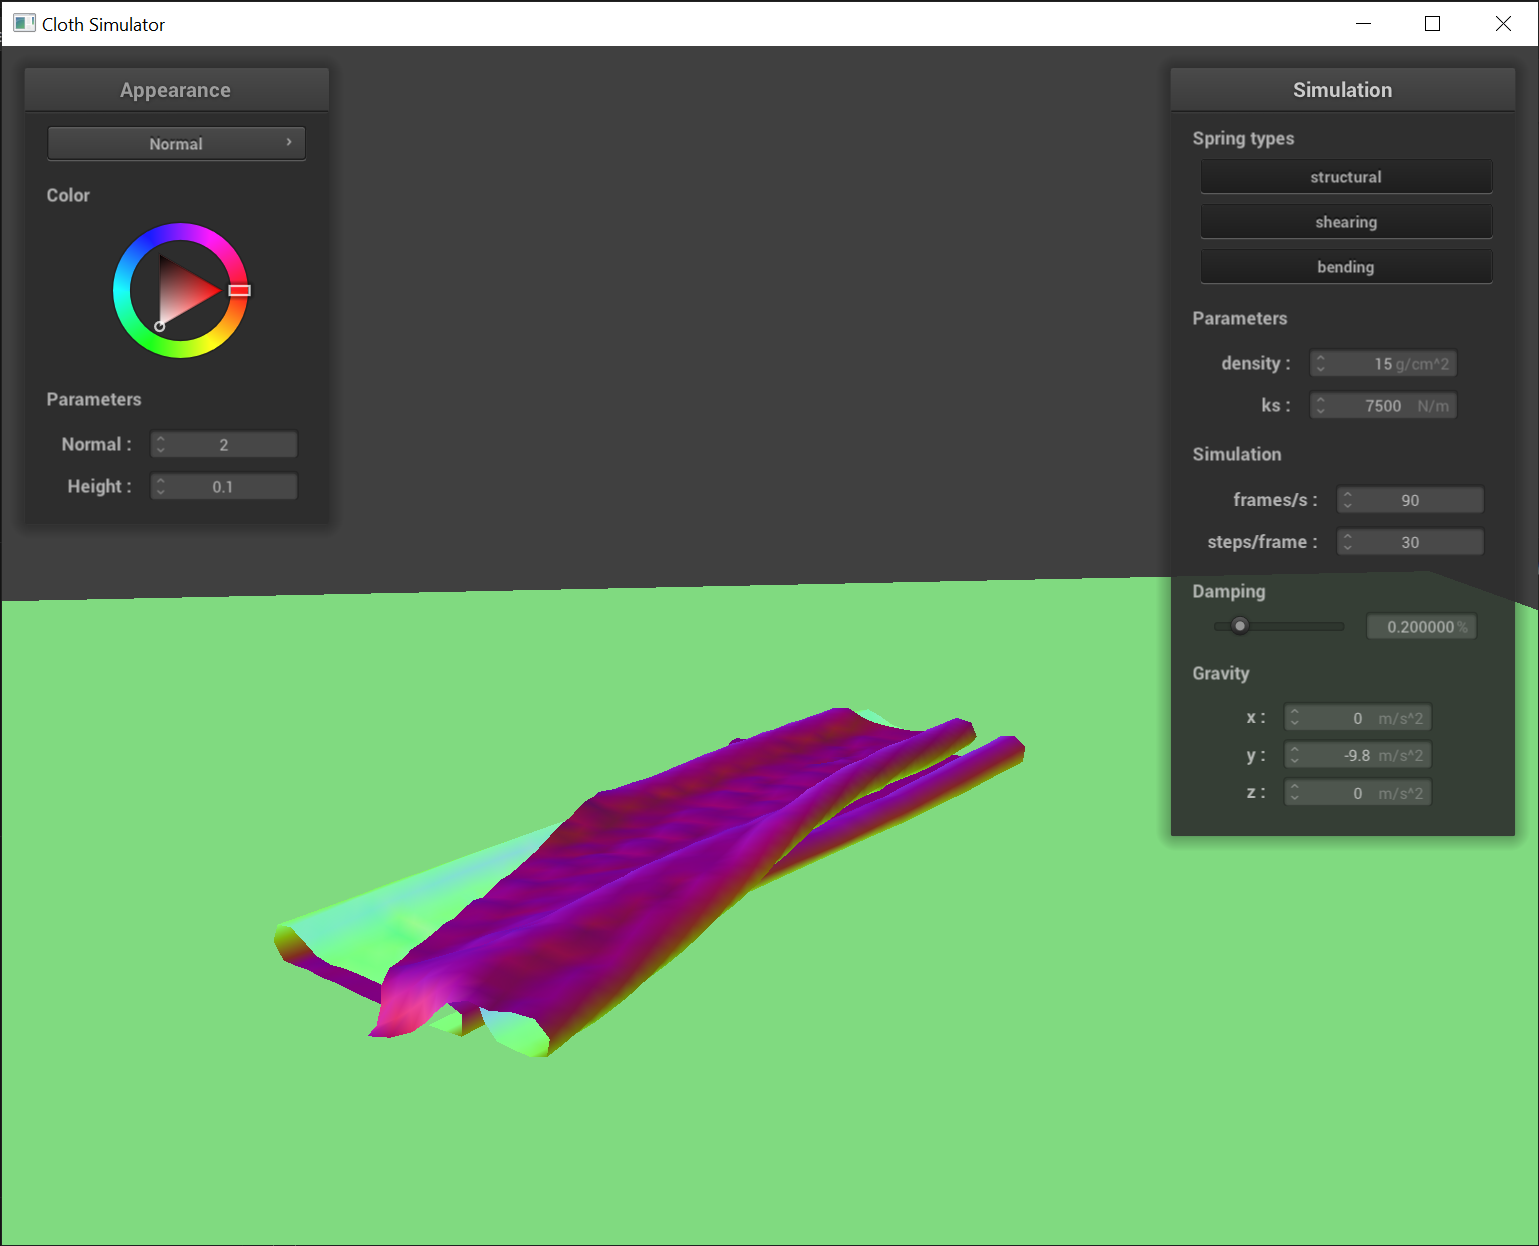 Cloth Simulator
Appearance
Normal
Color
Parameters
Normal : 2
Height : 0.1
Simulation
Spring types
structural
shearing
bending
Parameters
density : 15 g/cm^2
ks : 7500 N/m
Simulation
frames/s : 90
steps/frame : 30
Damping
0.200000 %
Gravity
x : 0 m/s^2
y : -9.8 m/s^2
z : 0 m/s^2